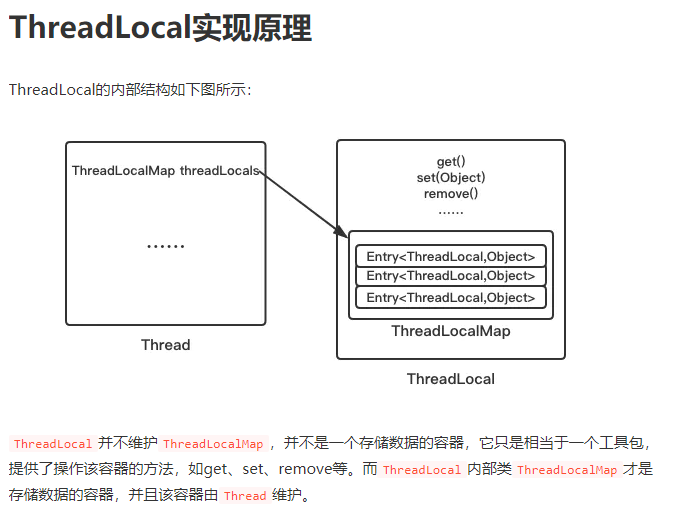 ThreadLocal实现原理
ThreadLocal的内部结构如下图所示：
ThreadLocalMap threadLocals
......
Thread
get()
set(Object)
remove()
......
Entry<ThreadLocal,Object>
Entry<ThreadLocal,Object>
Entry<ThreadLocal,Object>
ThreadLocalMap
ThreadLocal
ThreadLocal 并不维护 ThreadLocalMap ，并不是一个存储数据的容器，它只是相当于一个工具包，
提供了操作该容器的方法，如get、set、remove等。而 ThreadLocal 内部类 ThreadLocalMap 才是
存储数据的容器，并且该容器由 Thread 维护。